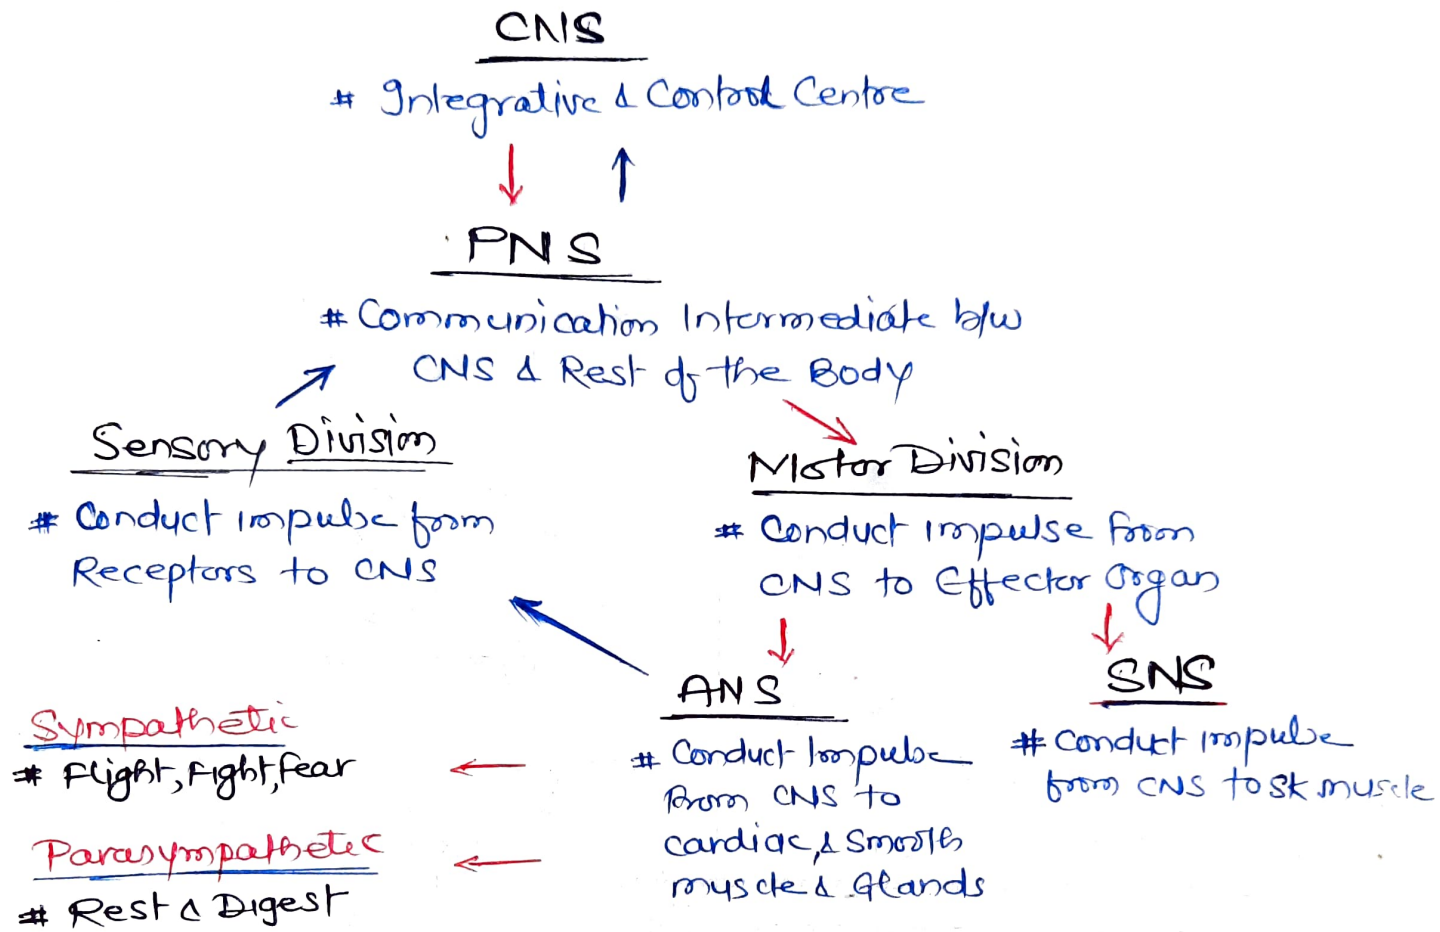 CNS
# Integrative & Control Centre
PNS
# Communication Intermediate b/w
CNS & Rest of the Body
Sensory Division
# Conduct impulse from
Receptors to CNS
Motor Division
# Conduct impulse from
CNS to Effector Organ
ANS
# Conduct Impulse
from CNS to
cardiac, & smooth
muscle & Glands
SNS
# Conduct impulse
from CNS to sk muscle
Sympathetic
# Flight, Fight, fear
Parasympathetic
# Rest & Digest